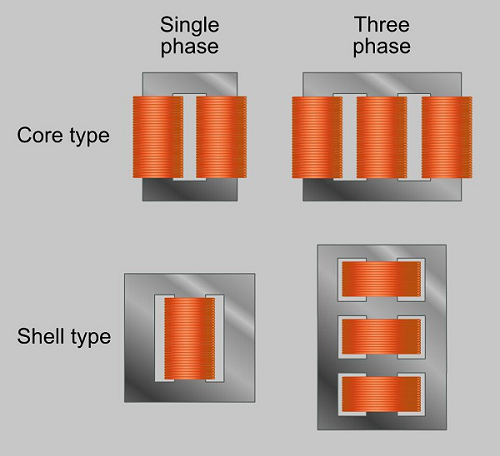 Single
phase
Three
phase
Core type
Shell type